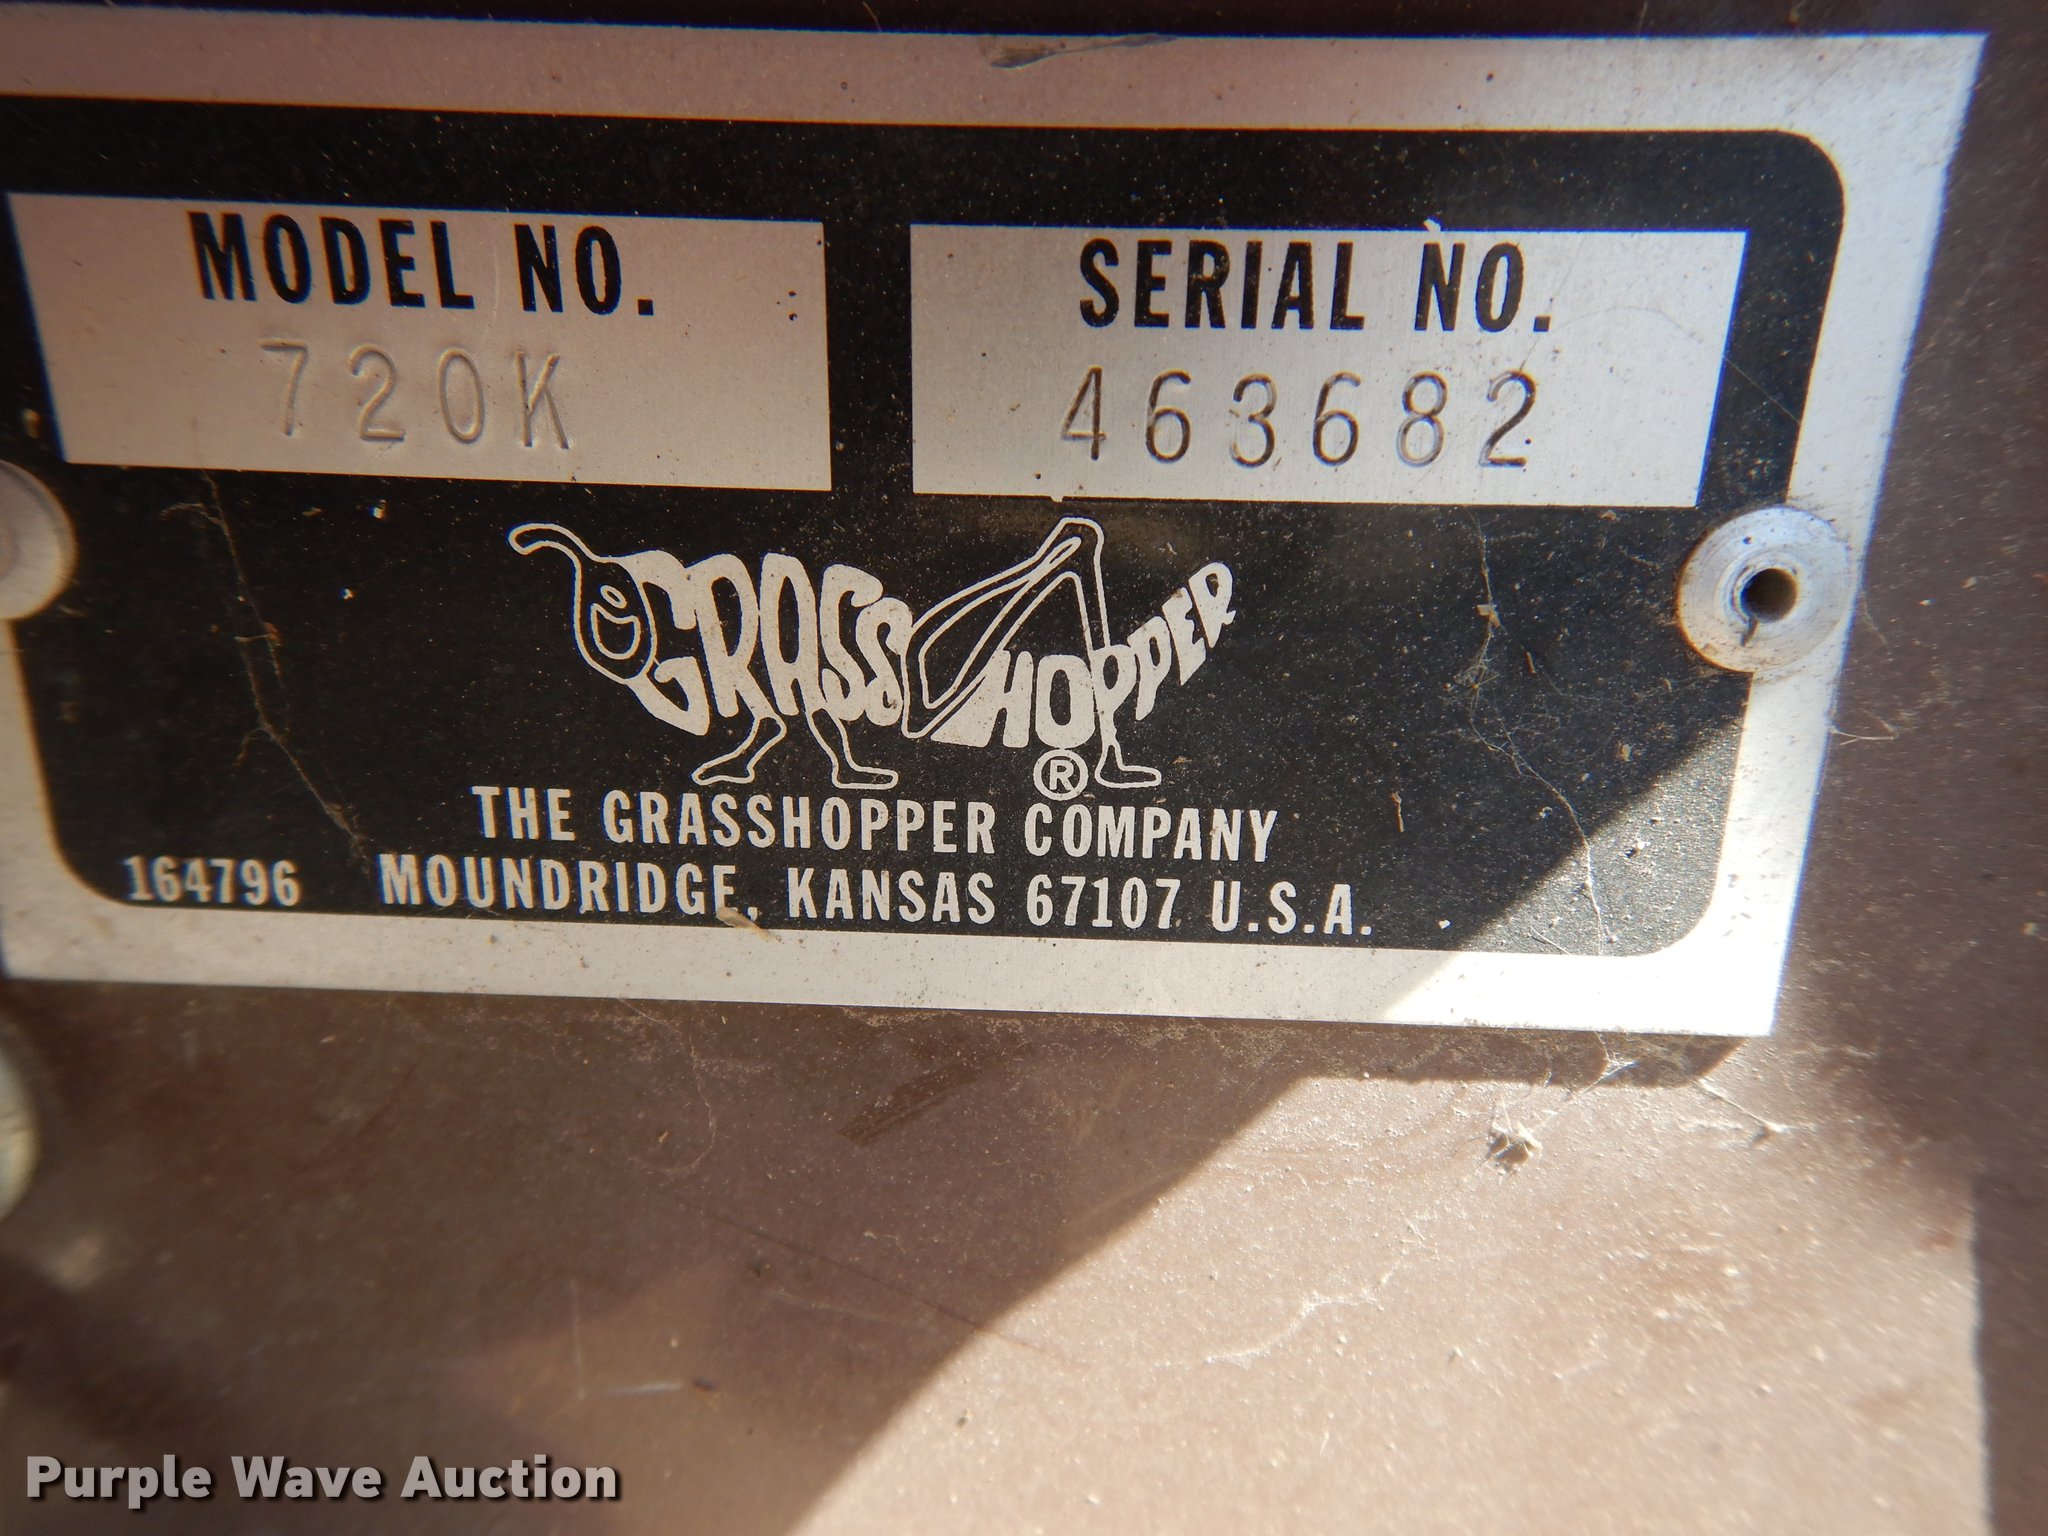 MODEL NO.
720K
SERIAL NO.
463682
GRASSHOPPER®
THE GRASSHOPPER COMPANY
164796 MOUNDRIDGE, KANSAS 67107 U.S.A.
Purple Wave Auction